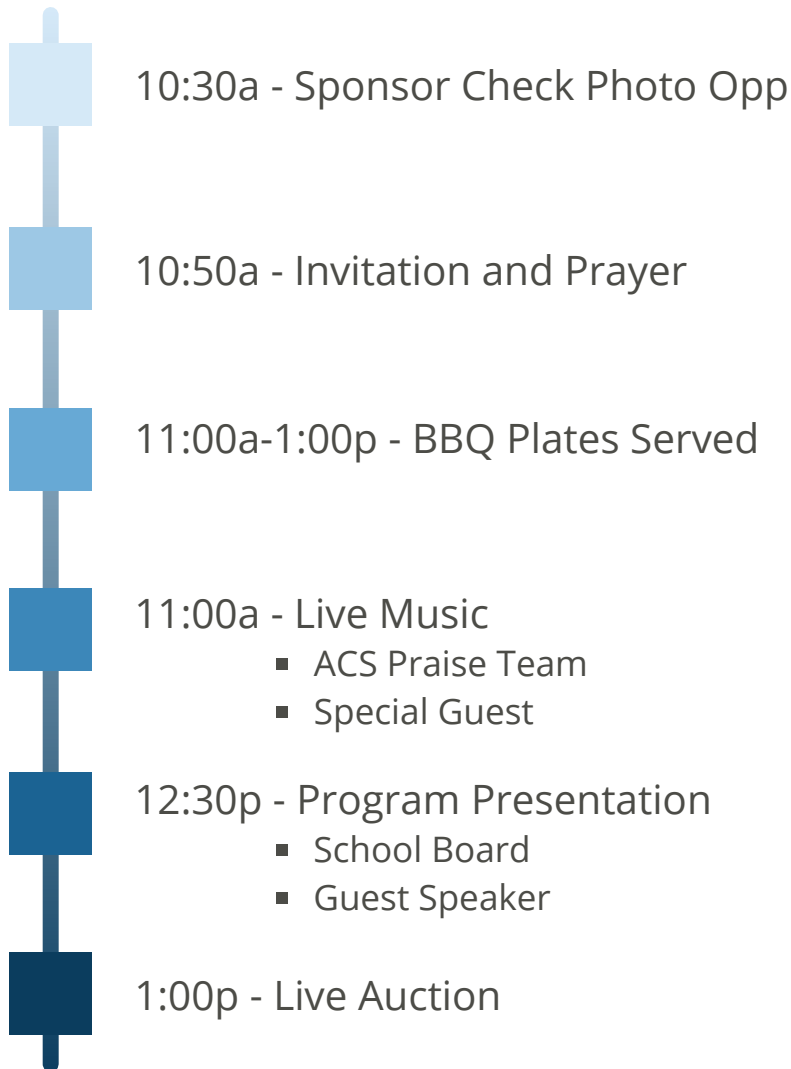 10:30a - Sponsor Check Photo Opp
10:50a - Invitation and Prayer
11:00a-1:00p - BBQ Plates Served
11:00a - Live Music
▪ ACS Praise Team
▪ Special Guest
12:30p - Program Presentation
▪ School Board
▪ Guest Speaker
1:00p - Live Auction